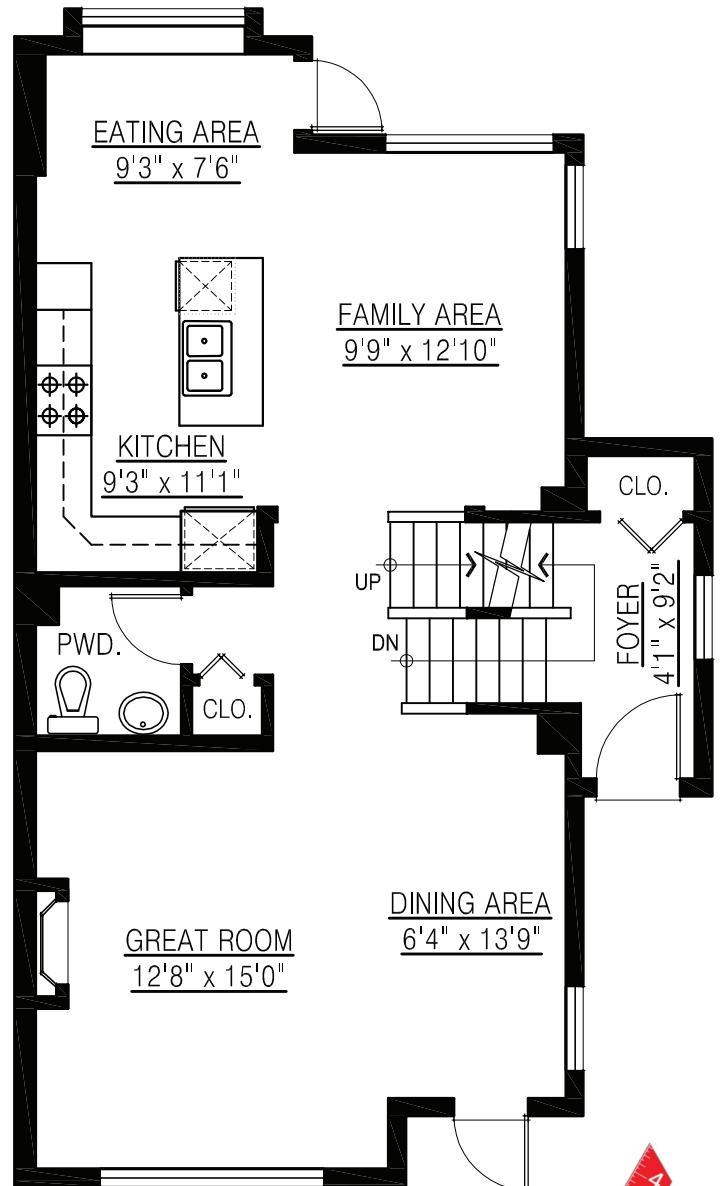 EATING AREA
9'3" x 7'6"
FAMILY AREA
9'9" x 12'10"
KITCHEN
9'3" x 11'1"
CLO.
UP
FOYER
4'1" x 9'2"
PWD.
DN
CLO.
DINING AREA
6'4" x 13'9"
GREAT ROOM
12'8" x 15'0"
4